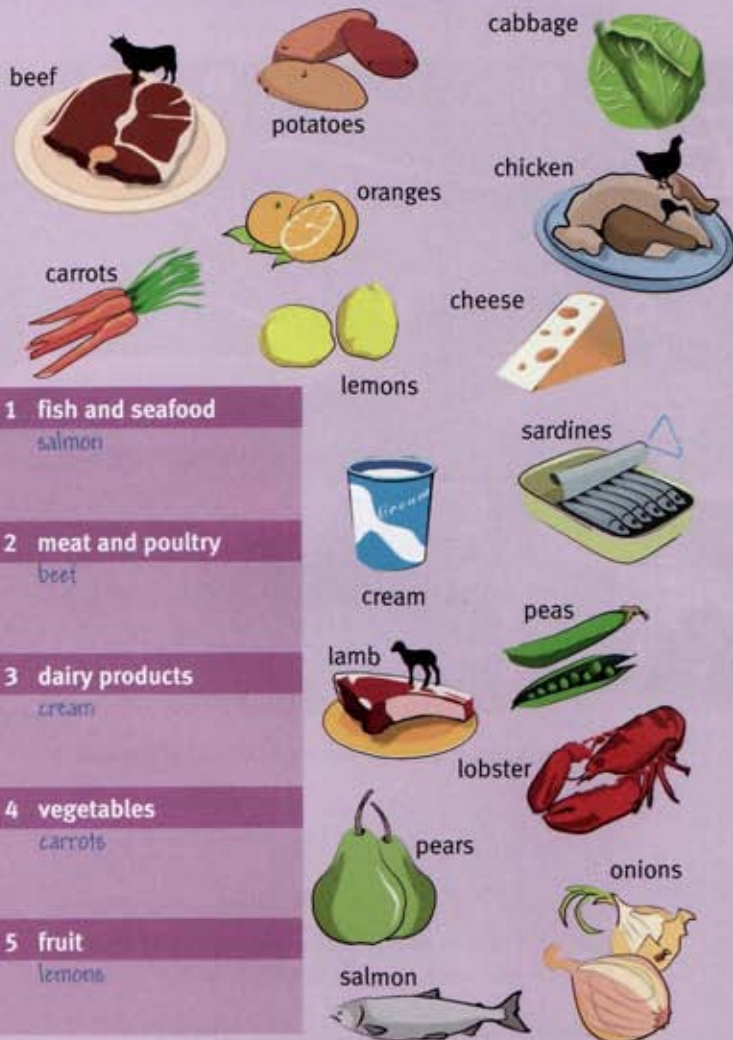 cabbage
beef
potatoes
chicken
oranges
carrots
cheese
lemons
1 fish and seafood
salmon
sardines
2 meat and poultry
beef
cream
peas
lamb
3 dairy products
cream
lobster
4 vegetables
carrots
pears
onions
5 fruit
lemons
salmon